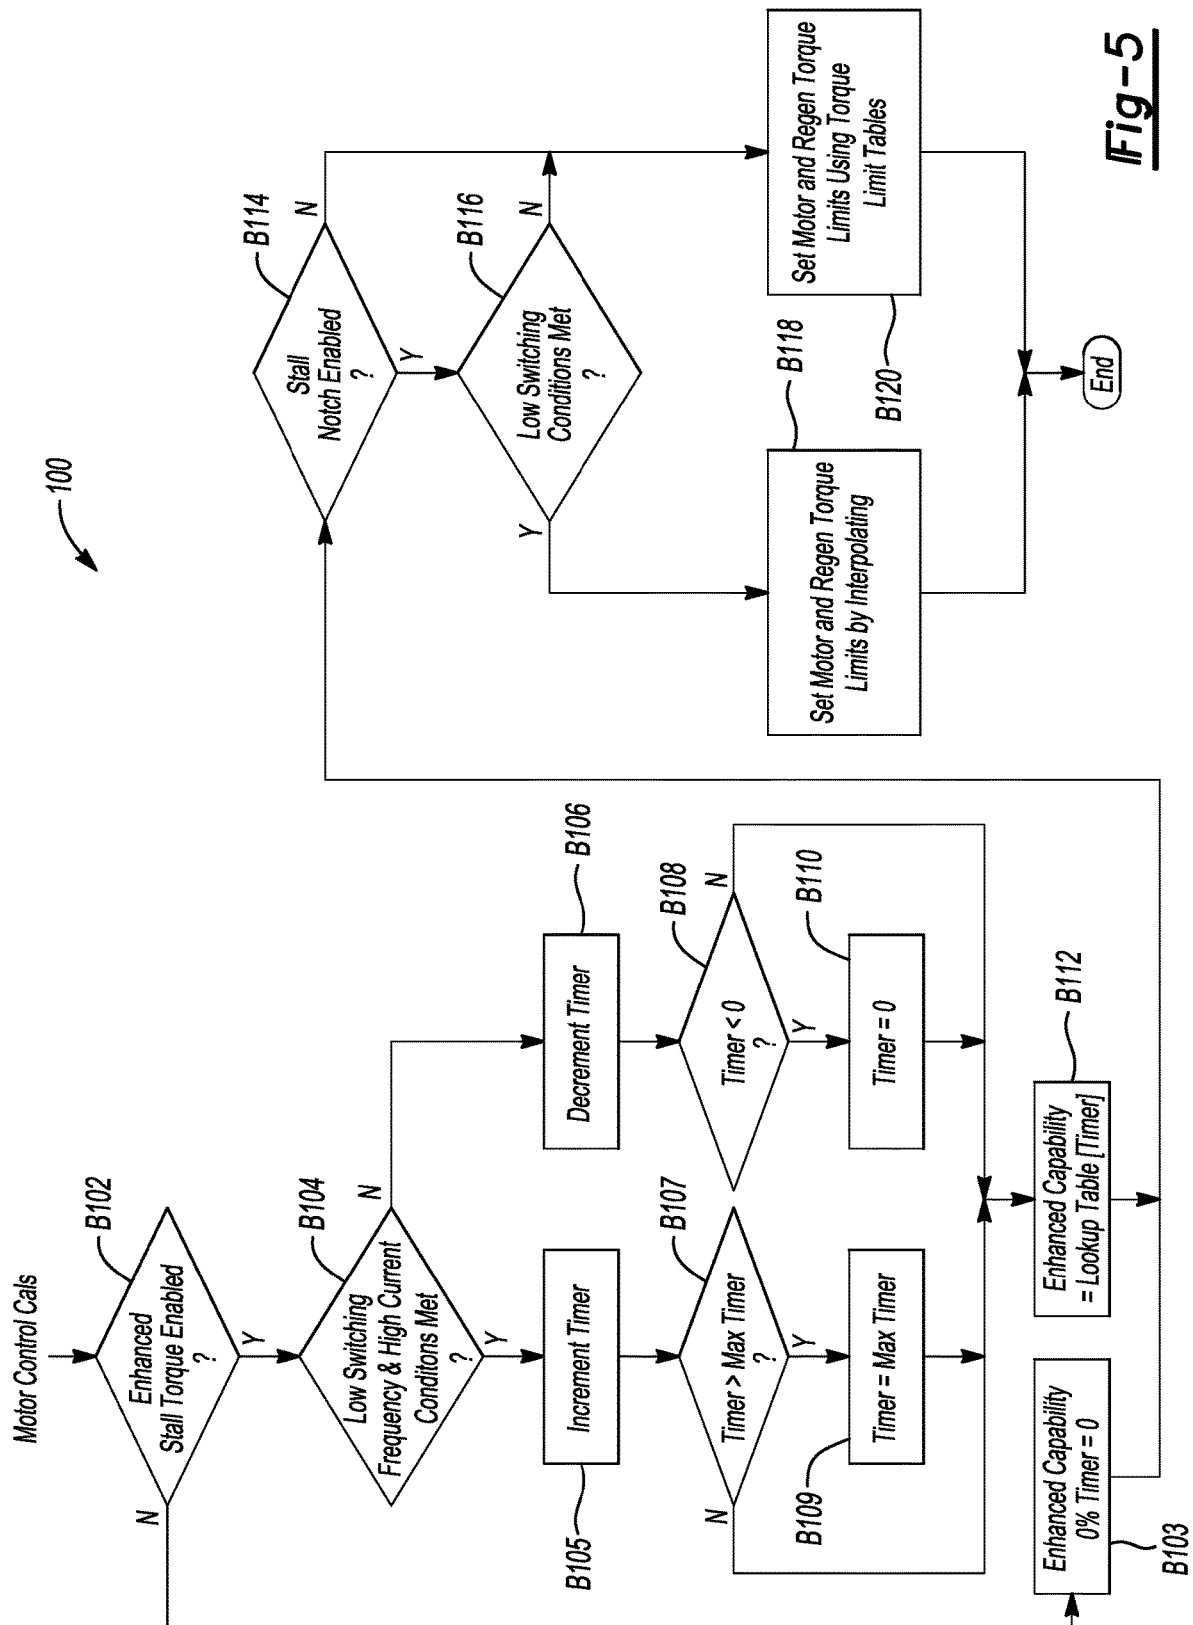 Motor Control Cals
B102
Enhanced
Stall Torque Enabled
?
N
Y
B104
Low Switching
Frequency & High Current
Conditons Met
?
N
Y
B105
Increment Timer
B106
Decrement Timer
B107
Timer > Max Timer
?
N
Y
B108
Timer < 0
?
N
Y
B109
Timer = Max Timer
B110
Timer = 0
B103
Enhanced Capability
0% Timer = 0
B112
Enhanced Capability
= Lookup Table [Timer]
100
B114
Stall
Notch Enabled
?
N
Y
B116
Low Switching
Conditions Met
?
Y
N
B118
Set Motor and Regen Torque
Limits by Interpolating
B120
Set Motor and Regen Torque
Limits Using Torque
Limit Tables
End
Fig-5